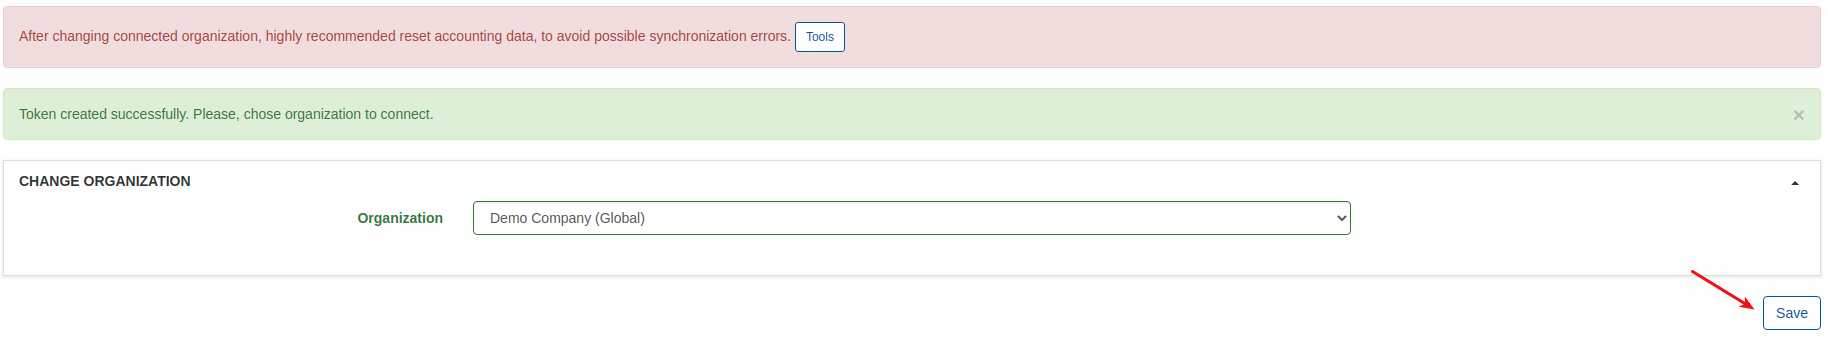 After changing connected organization, highly recommended reset accounting data, to avoid possible synchronization errors. Tools
Token created successfully. Please, chose organization to connect. ×
CHANGE ORGANIZATION
Organization Demo Company (Global)
Save